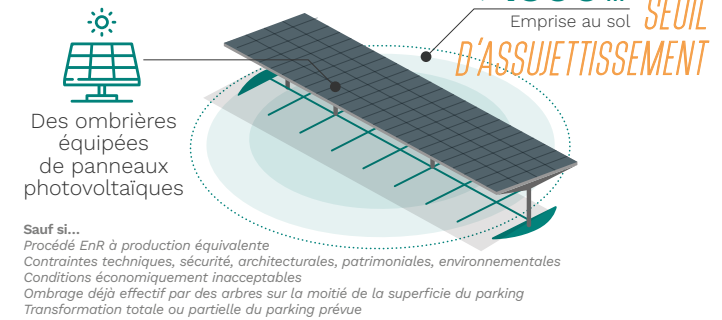 Emprise au sol
SEUIL
D'ASSUJETTISSEMENT
Des ombrières
équipées
de panneaux
photovoltaïques
Sauf si...
Procédé EnR à production équivalente
Contraintes techniques, sécurité, architecturales, patrimoniales, environnementales
Conditions économiquement inacceptables
Ombrage déjà effectif par des arbres sur la moitié de la superficie du parking
Transformation totale ou partielle du parking prévue